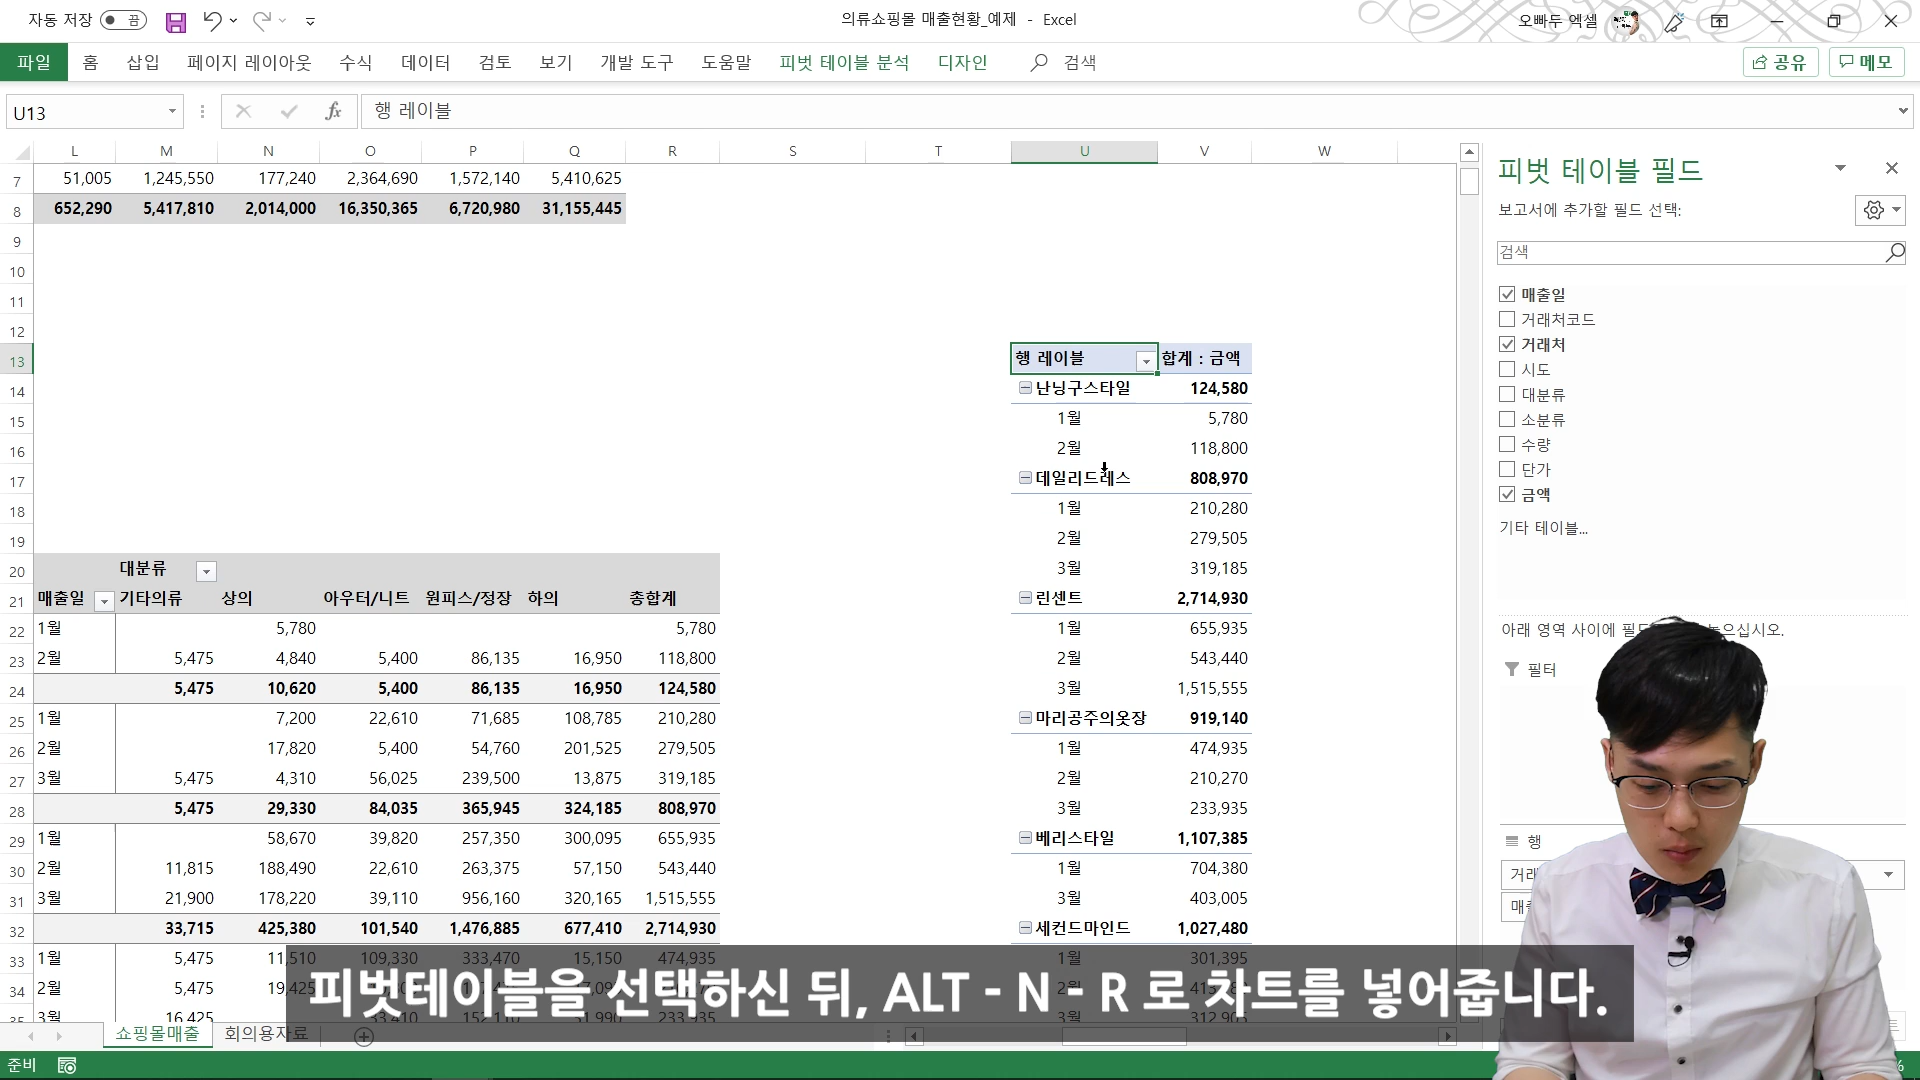 자동 저장 끔
의류쇼핑몰 매출현황_예제 - Excel
오빠두 엑셀
파일 홈 삽입 페이지 레이아웃 수식 데이터 검토 보기 개발 도구 도움말 피벗 테이블 분석 디자인 검색 공유 메모
U13 fx 행 레이블
L M N O P Q R S T U V W
7 51,005 1,245,550 177,240 2,364,690 1,572,140 5,410,625
8 652,290 5,417,810 2,014,000 16,350,365 6,720,980 31,155,445
9
10
11
12
13 행 레이블 합계 : 금액
14 난닝구스타일 124,580
15 1월 5,780
16 2월 118,800
17 데일리드레스 808,970
18 1월 210,280
19 2월 279,505
20 대분류 3월 319,185
21 매출일 기타의류 상의 아우터/니트 원피스/정장 하의 총합계 린센트 2,714,930
22 1월 5,780 5,780 1월 655,935
23 2월 5,475 4,840 5,400 86,135 16,950 118,800 2월 543,440
24 5,475 10,620 5,400 86,135 16,950 124,580 3월 1,515,555
25 1월 7,200 22,610 71,685 108,785 210,280 마리공주의옷장 919,140
26 2월 17,820 5,400 54,760 201,525 279,505 1월 474,935
27 3월 5,475 4,310 56,025 239,500 13,875 319,185 2월 210,270
28 5,475 29,330 84,035 365,945 324,185 808,970 3월 233,935
29 1월 58,670 39,820 257,350 300,095 655,935 베리스타일 1,107,385
30 2월 11,815 188,490 22,610 263,375 57,150 543,440 1월 704,380
31 3월 21,900 178,220 39,110 956,160 320,165 1,515,555 3월 403,005
32 33,715 425,380 101,540 1,476,885 677,410 2,714,930 세컨드마인드 1,027,480
33 1월 5,475 11,510 109,330 333,470 15,150 474,935 1월 301,395
34 2월 5,475 19,425
3월 16,425 233,935 3월 312,905
피벗 테이블 필드
보고서에 추가할 필드 선택:
검색
매출일
거래처코드
거래처
시도
대분류
소분류
수량
단가
금액
기타 테이블...
아래 영역 사이에 필드 놓으십시오.
필터
행
피벗테이블을 선택하신 뒤, ALT - N - R 로 차트를 넣어줍니다.
쇼핑몰매출 회의용자료
준비